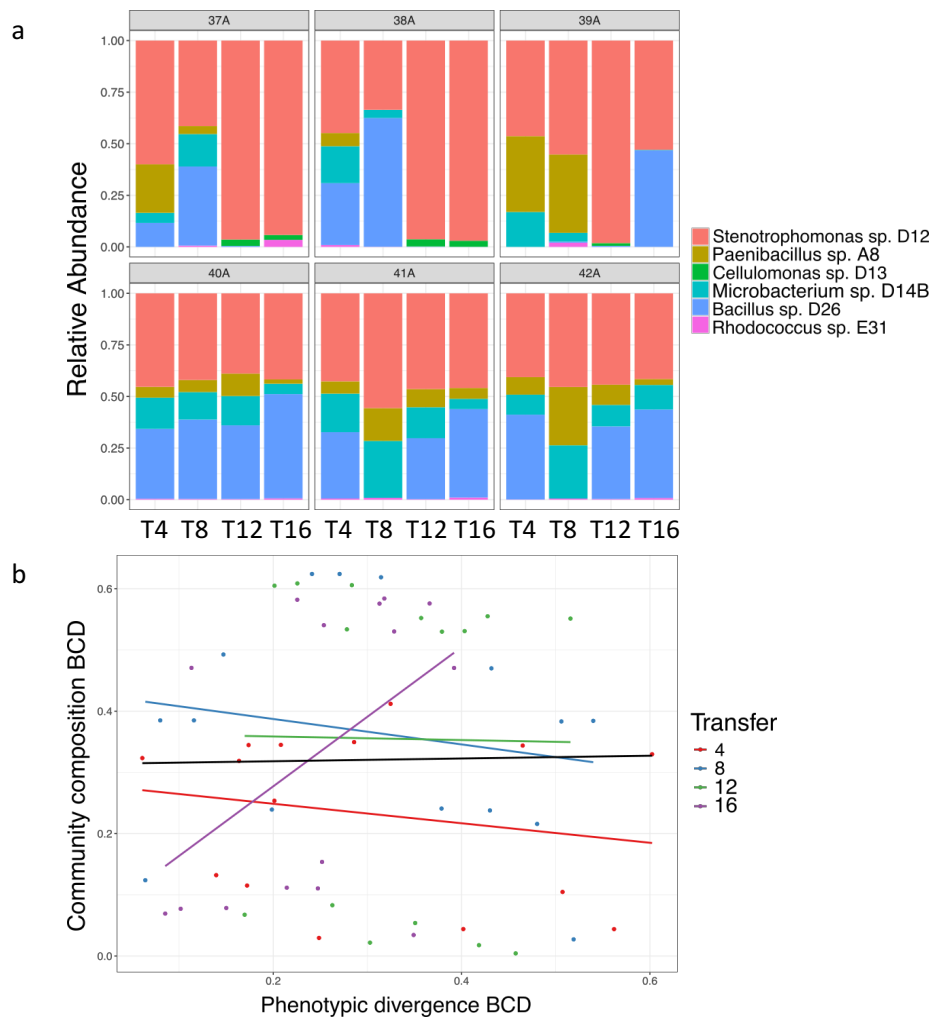 a
37A 38A 39A
1.00
0.75
0.50
0.25
0.00
40A 41A 42A
1.00
0.75
0.50
0.25
0.00
Relative Abundance
T4 T8 T12 T16 T4 T8 T12 T16 T4 T8 T12 T16
Stenotrophomonas sp. D12
Paenibacillus sp. A8
Cellulomonas sp. D13
Microbacterium sp. D14B
Bacillus sp. D26
Rhodococcus sp. E31
b
Community composition BCD
0.6
0.4
0.2
0.0
0.2 0.4 0.6
Phenotypic divergence BCD
Transfer
4
8
12
16